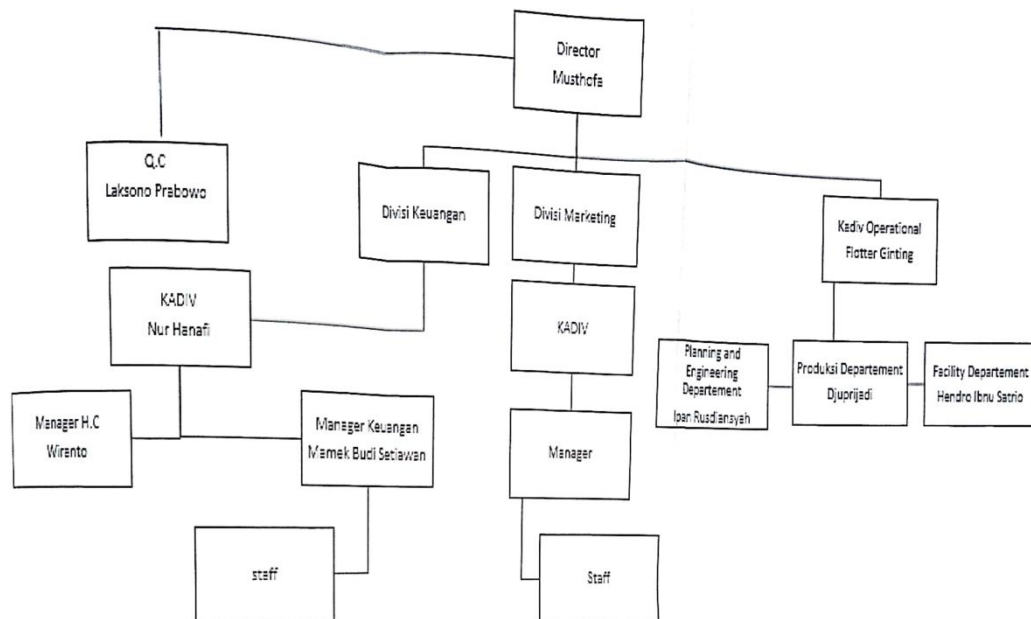 Director
Musthofa
Q.C
Laksono Prabowo
Divisi Keuangan
Divisi Marketing
Kadiv Operational
Flotter Ginting
KADIV
Nur Hanafi
KADIV
Planning and
Engineering
Departement
Ipan Rusdiansyah
Produksi Departement
Djuprijadi
Facility Departement
Hendro Ibnu Satrio
Manager H.C
Wiranto
Manager Keuangan
Mamek Budi Setiawan
Manager
staff
Staff